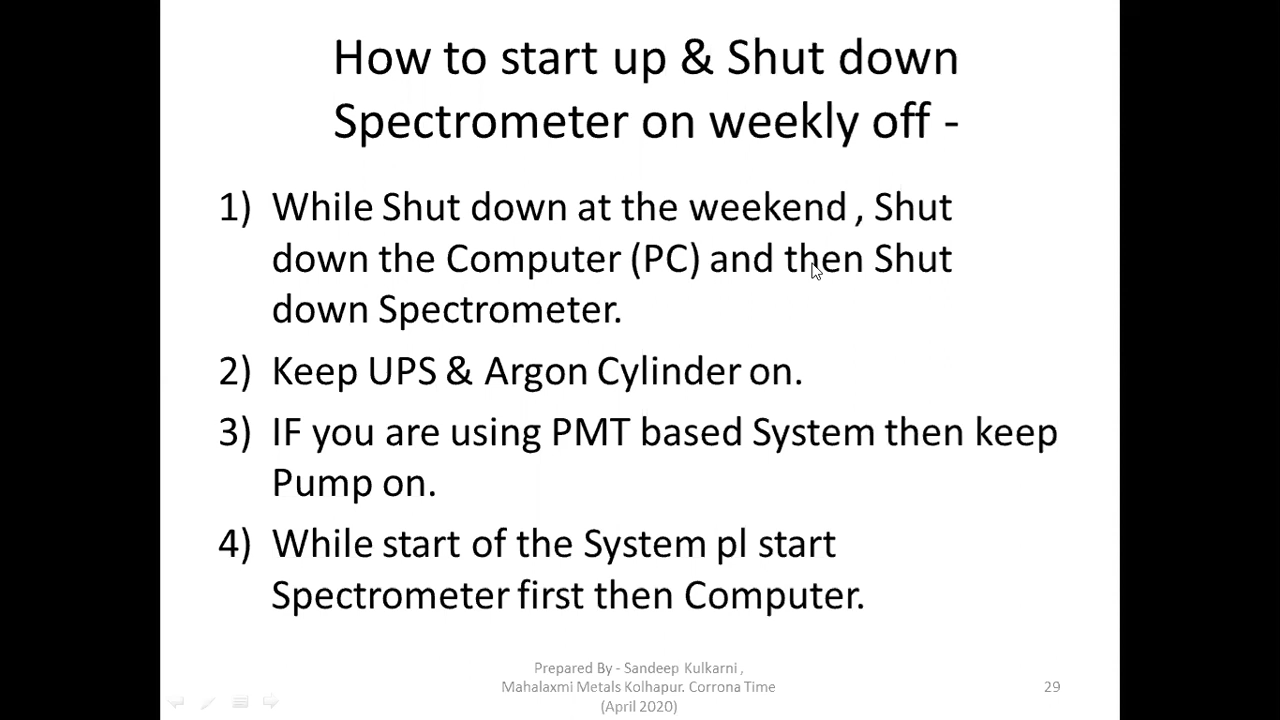 How to start up & Shut down
Spectrometer on weekly off -
1) While Shut down at the weekend , Shut
down the Computer (PC) and then Shut
down Spectrometer.
2) Keep UPS & Argon Cylinder on.
3) IF you are using PMT based System then keep
Pump on.
4) While start of the System pl start
Spectrometer first then Computer.
Prepared By - Sandeep Kulkarni ,
Mahalaxmi Metals Kolhapur. Corrona Time
(April 2020)
29